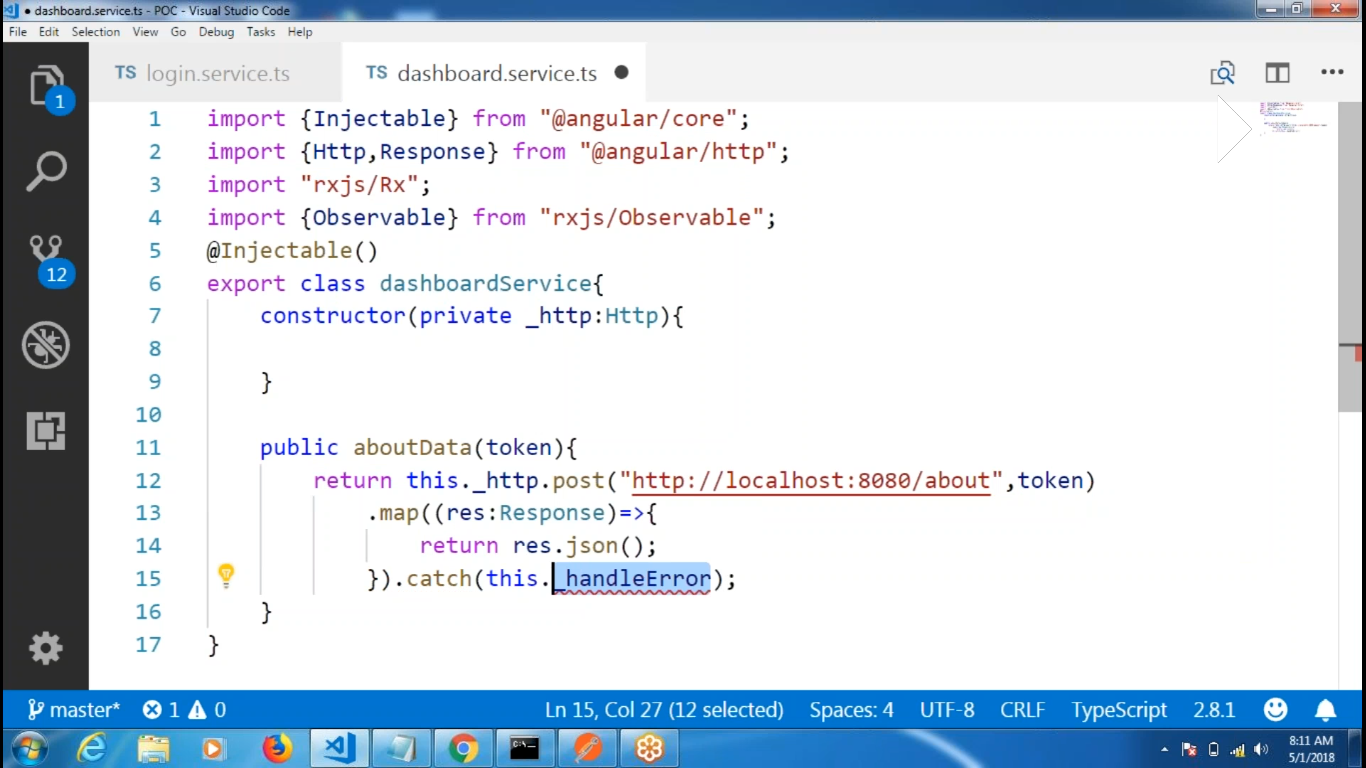 dashboard.service.ts - POC - Visual Studio Code
File Edit Selection View Go Debug Tasks Help
TS login.service.ts TS dashboard.service.ts
1 import {Injectable} from "@angular/core";
2 import {Http,Response} from "@angular/http";
3 import "rxjs/Rx";
4 import {Observable} from "rxjs/Observable";
5 @Injectable()
6 export class dashboardService{
7 constructor(private _http:Http){
8
9 }
10
11 public aboutData(token){
12 return this._http.post("http://localhost:8080/about",token)
13 .map((res:Response)=>{
14 return res.json();
15 }).catch(this._handleError);
16 }
17 }
1
12
master* 1 0 Ln 15, Col 27 (12 selected) Spaces: 4 UTF-8 CRLF TypeScript 2.8.1
8:11 AM
5/1/2018